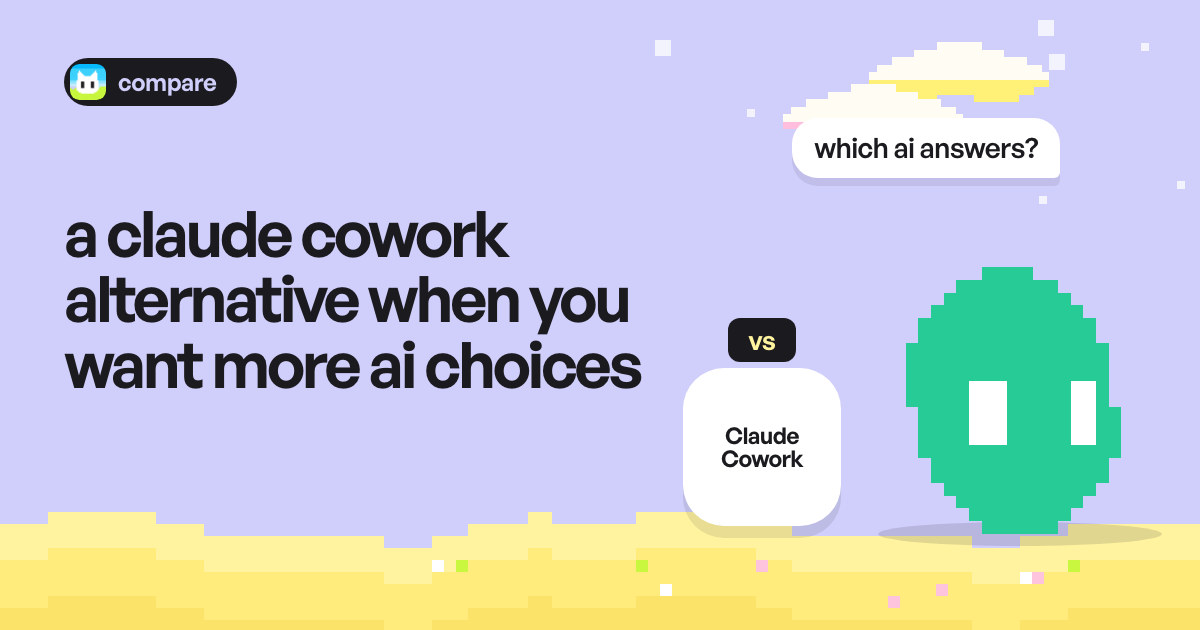 compare
which ai answers?
a claude cowork
alternative when you
want more ai choices
vs
Claude
Cowork